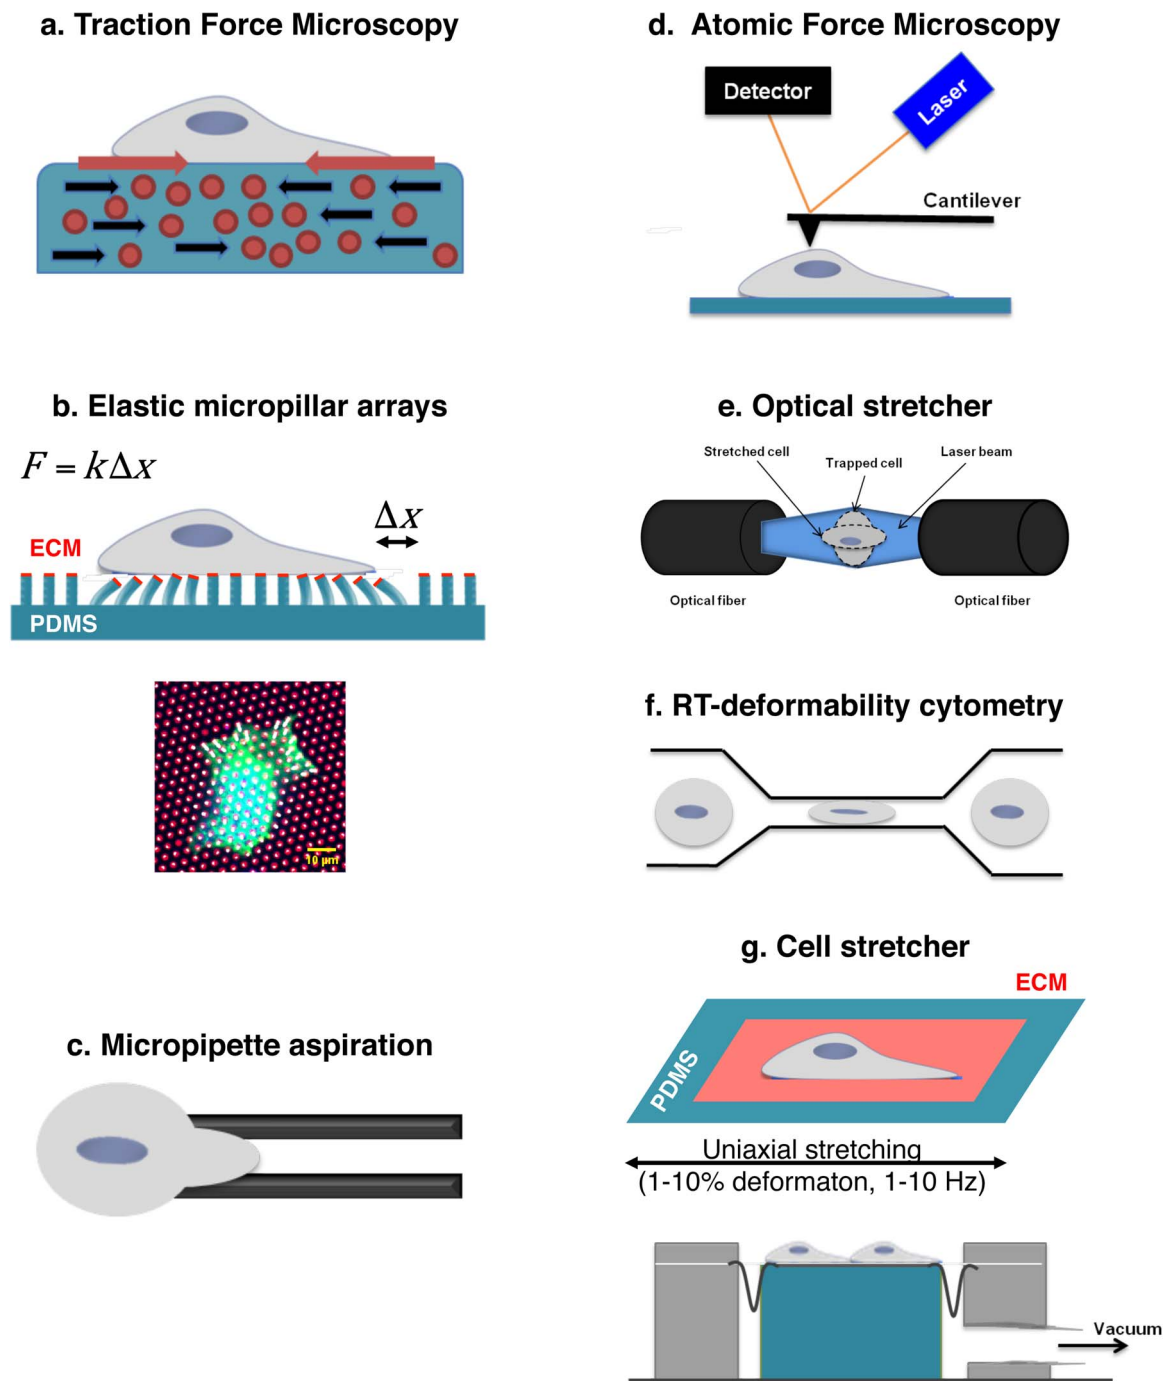 a. Traction Force Microscopy
b. Elastic micropillar arrays
F = kΔx
Δx
ECM
PDMS
10 µm
c. Micropipette aspiration
d. Atomic Force Microscopy
Detector
Laser
Cantilever
e. Optical stretcher
Stretched cell
Trapped cell
Laser beam
Optical fiber
Optical fiber
f. RT-deformability cytometry
g. Cell stretcher
ECM
PDMS
Uniaxial stretching
(1-10% deformaton, 1-10 Hz)
Vacuum